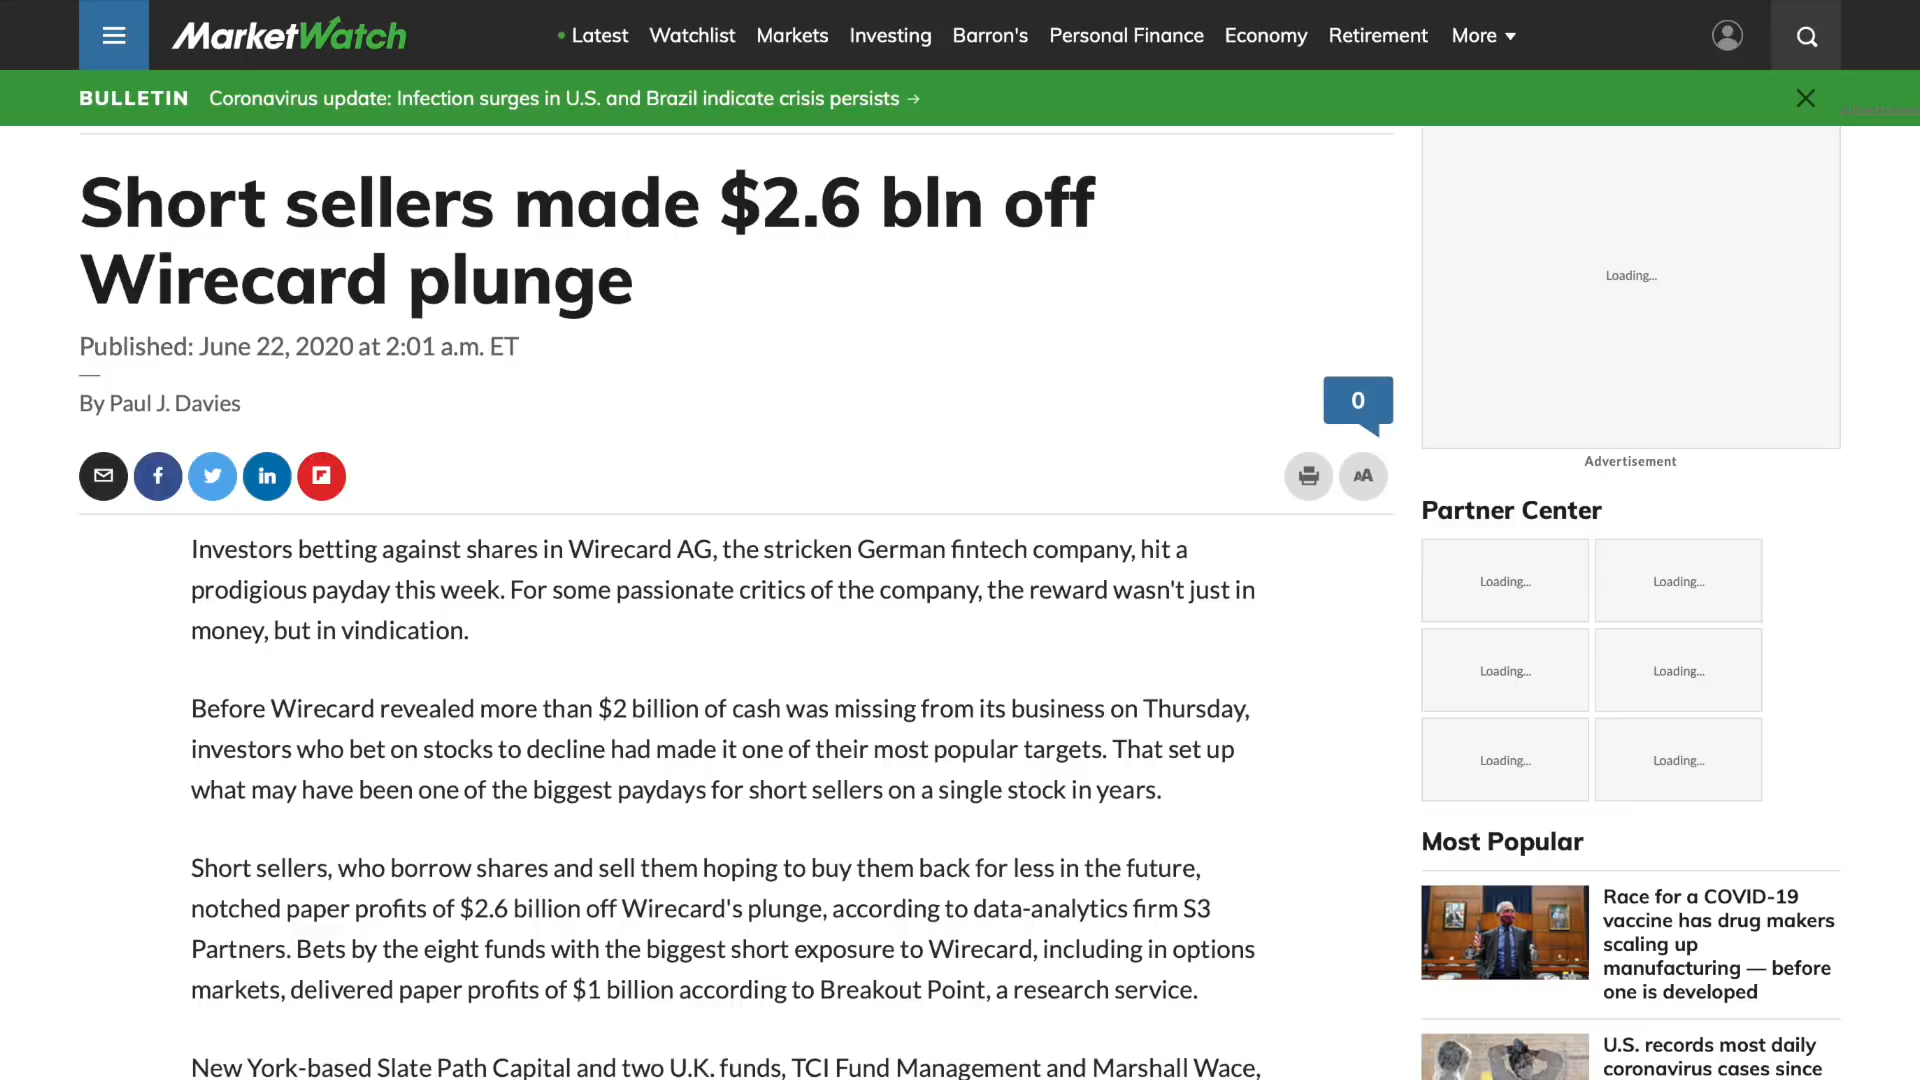 MarketWatch
• Latest Watchlist Markets Investing Barron's Personal Finance Economy Retirement More
BULLETIN Coronavirus update: Infection surges in U.S. and Brazil indicate crisis persists →
Short sellers made $2.6 bln off
Wirecard plunge
Published: June 22, 2020 at 2:01 a.m. ET
By Paul J. Davies
0
f in
AA
Investors betting against shares in Wirecard AG, the stricken German fintech company, hit a
prodigious payday this week. For some passionate critics of the company, the reward wasn't just in
money, but in vindication.
Before Wirecard revealed more than $2 billion of cash was missing from its business on Thursday,
investors who bet on stocks to decline had made it one of their most popular targets. That set up
what may have been one of the biggest paydays for short sellers on a single stock in years.
Short sellers, who borrow shares and sell them hoping to buy them back for less in the future,
notched paper profits of $2.6 billion off Wirecard's plunge, according to data-analytics firm S3
Partners. Bets by the eight funds with the biggest short exposure to Wirecard, including in options
markets, delivered paper profits of $1 billion according to Breakout Point, a research service.
New York-based Slate Path Capital and two U.K. funds, TCI Fund Management and Marshall Wace,
Loading...
Advertisement
Partner Center
Loading... Loading...
Loading... Loading...
Loading... Loading...
Most Popular
Race for a COVID-19
vaccine has drug makers
scaling up
manufacturing — before
one is developed
U.S. records most daily
coronavirus cases since